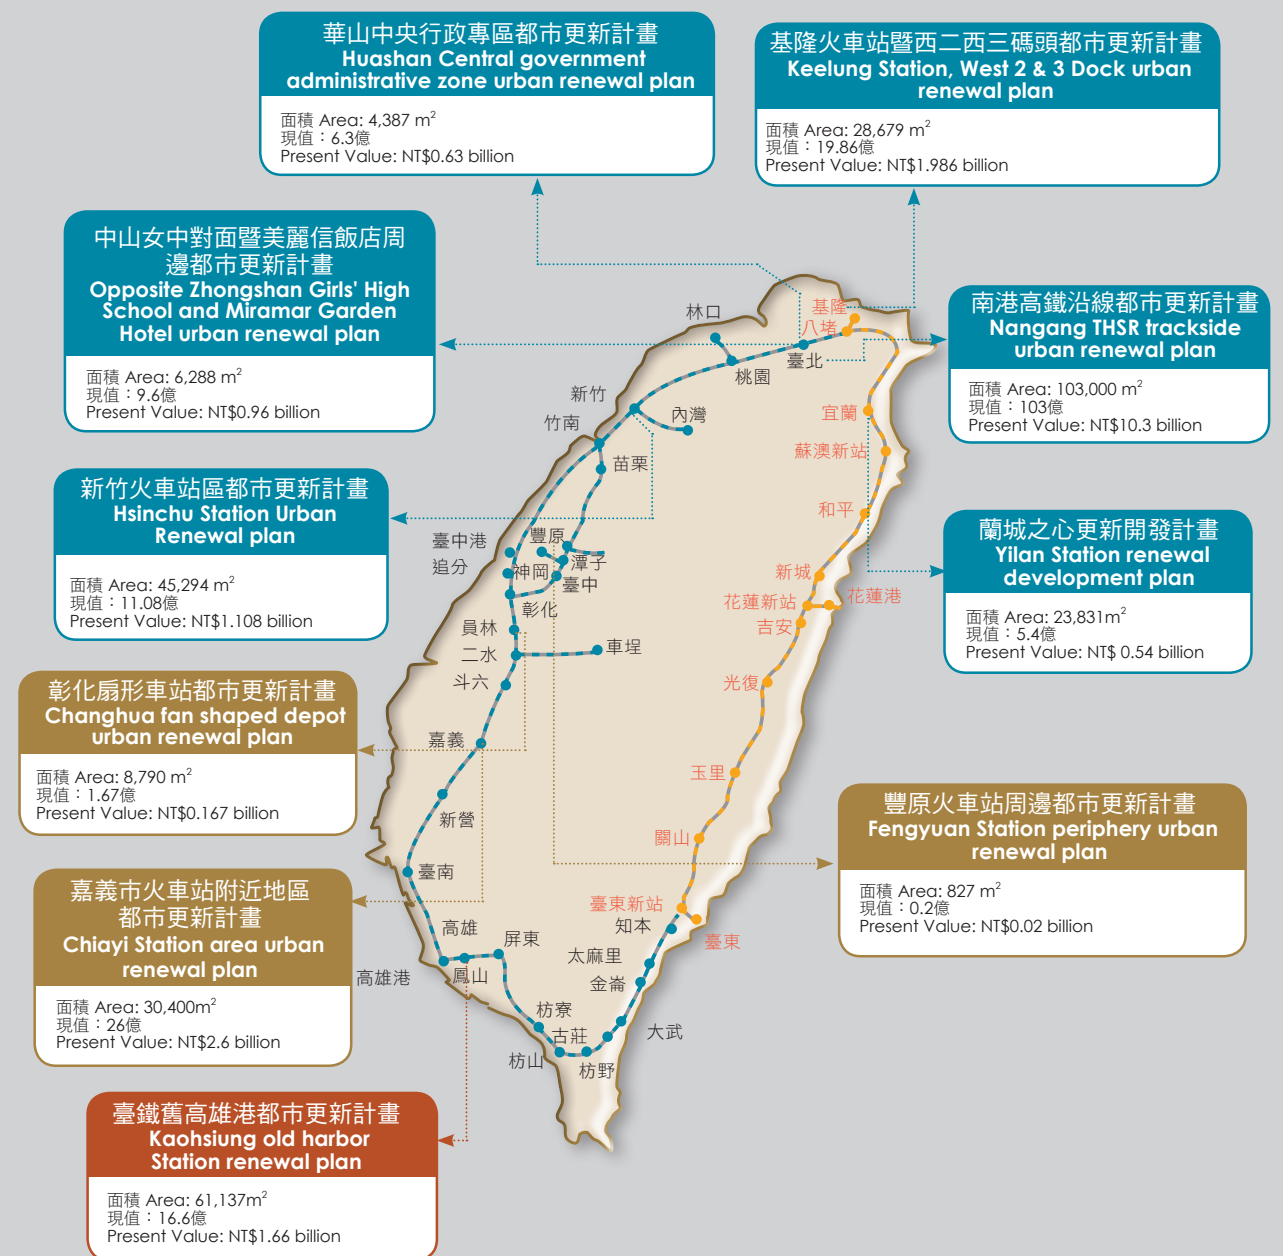 華山中央行政專區都市更新計畫
Huashan Central government
administrative zone urban renewal plan
面積 Area: 4,387 m²
現值：6.3億
Present Value: NT$0.63 billion
基隆火車站暨西二西三碼頭都市更新計畫
Keelung Station, West 2 & 3 Dock urban
renewal plan
面積 Area: 28,679 m²
現值：19.86億
Present Value: NT$1.986 billion
中山女中對面暨美麗信飯店周
邊都市更新計畫
Opposite Zhongshan Girls' High
School and Miramar Garden
Hotel urban renewal plan
面積 Area: 6,288 m²
現值：9.6億
Present Value: NT$0.96 billion
南港高鐵沿線都市更新計畫
Nangang THSR trackside
urban renewal plan
面積 Area: 103,000 m²
現值：103億
Present Value: NT$10.3 billion
新竹火車站區都市更新計畫
Hsinchu Station Urban
Renewal plan
面積 Area: 45,294 m²
現值：11.08億
Present Value: NT$1.108 billion
蘭城之心更新開發計畫
Yilan Station renewal
development plan
面積 Area: 23,831m²
現值：5.4億
Present Value: NT$ 0.54 billion
彰化扇形車站都市更新計畫
Changhua fan shaped depot
urban renewal plan
面積 Area: 8,790 m²
現值：1.67億
Present Value: NT$0.167 billion
豐原火車站周邊都市更新計畫
Fengyuan Station periphery urban
renewal plan
面積 Area: 827 m²
現值：0.2億
Present Value: NT$0.02 billion
嘉義市火車站附近地區
都市更新計畫
Chiayi Station area urban
renewal plan
面積 Area: 30,400m²
現值：26億
Present Value: NT$2.6 billion
臺鐵舊高雄港都市更新計畫
Kaohsiung old harbor
Station renewal plan
面積 Area: 61,137m²
現值：16.6億
Present Value: NT$1.66 billion
基隆
八堵
林口
臺北
桃園
新竹
內灣
竹南
苗栗
宜蘭
蘇澳新站
和平
臺中港
追分
豐原
神岡
潭子
臺中
彰化
新城
花蓮新站
花蓮港
吉安
員林
二水
車埕
斗六
光復
嘉義
玉里
新營
關山
臺南
臺東新站
知本
臺東
高雄
屏東
高雄港
鳳山
太麻里
金崙
枋寮
古莊
大武
枋山
枋野